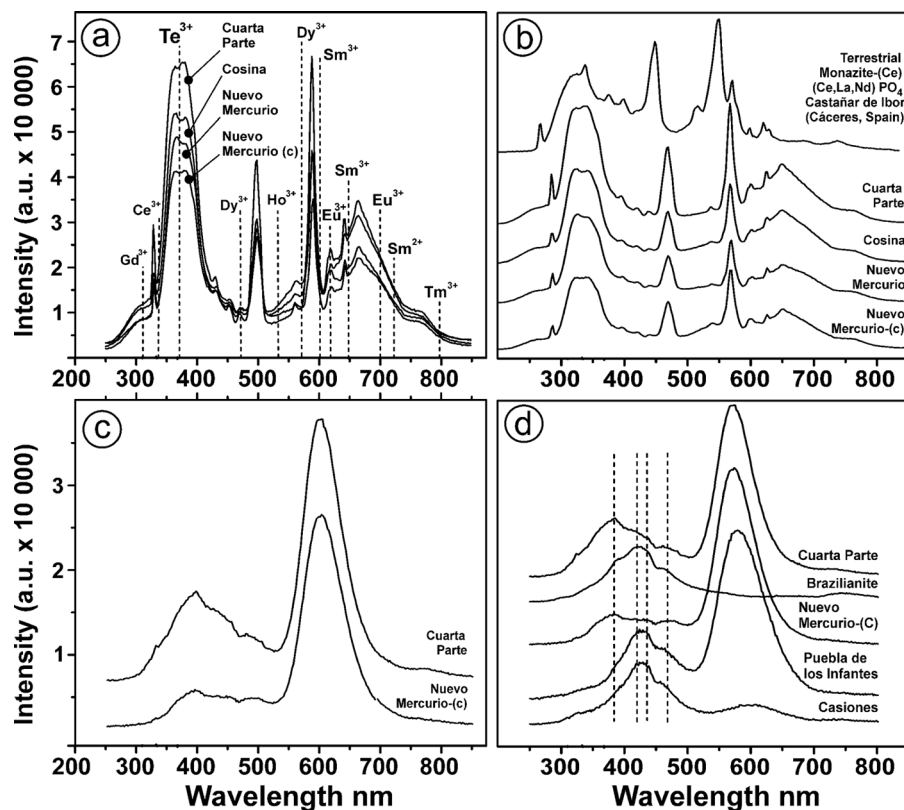 a
Te3+
Dy3+
Sm3+
Cuarta
Parte
Cosina
Nuevo
Mercurio
Nuevo
Mercurio (c)
Sm3+
Ce3+
Dy3+
Ho3+
Eu3+
Eu3+
Gd3+
Sm2+
Tm3+
7
6
5
4
3
2
1
Intensity (a.u. x 10 000)
200 300 400 500 600 700 800
b
Terrestrial
Monazite-(Ce)
(Ce,La,Nd) PO4
Castañar de Ibor
(Cáceres, Spain)
Cuarta
Parte
Cosina
Nuevo
Mercurio
Nuevo
Mercurio-(c)
300 400 500 600 700 800
c
3
2
1
Intensity (a.u. x 10 000)
Cuarta
Parte
Nuevo
Mercurio-(c)
200 300 400 500 600 700 800
Wavelength nm
d
Cuarta Parte
Brazilianite
Nuevo
Mercurio-(C)
Puebla de
los Infantes
Casiones
300 400 500 600 700 800
Wavelength nm